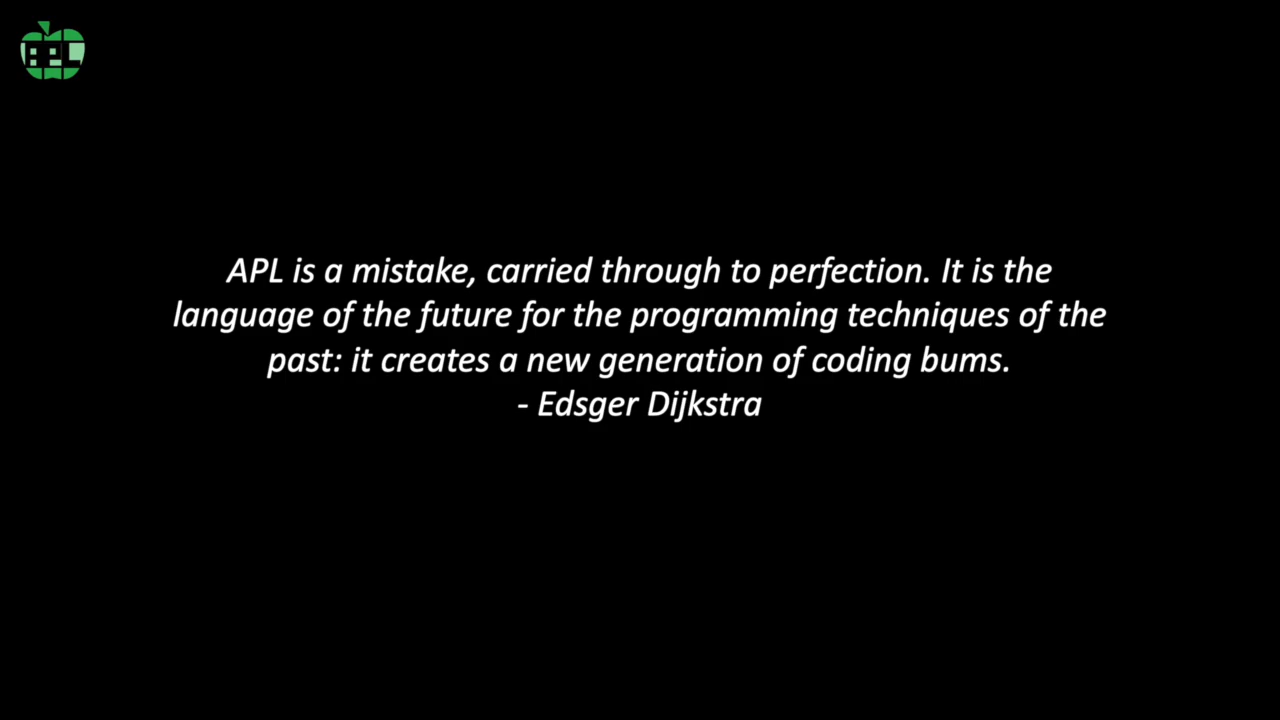 APL
APL is a mistake, carried through to perfection. It is the
language of the future for the programming techniques of the
past: it creates a new generation of coding bums.
- Edsger Dijkstra